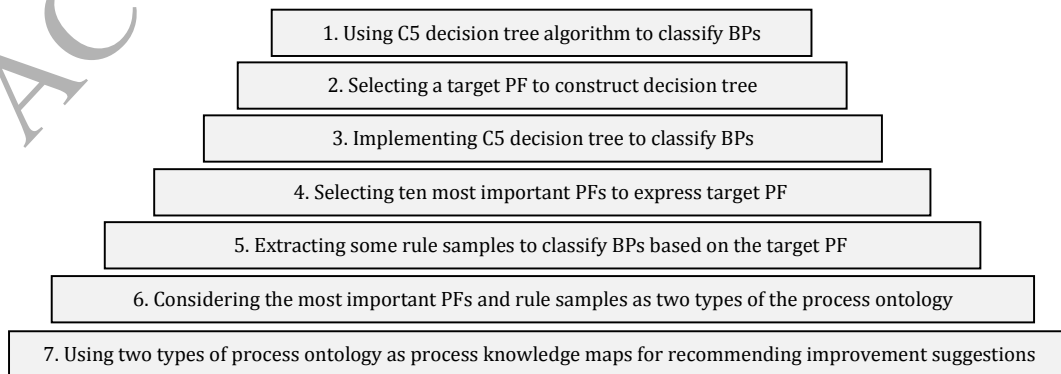 AC
1. Using C5 decision tree algorithm to classify BPs
2. Selecting a target PF to construct decision tree
3. Implementing C5 decision tree to classify BPs
4. Selecting ten most important PFs to express target PF
5. Extracting some rule samples to classify BPs based on the target PF
6. Considering the most important PFs and rule samples as two types of the process ontology
7. Using two types of process ontology as process knowledge maps for recommending improvement suggestions